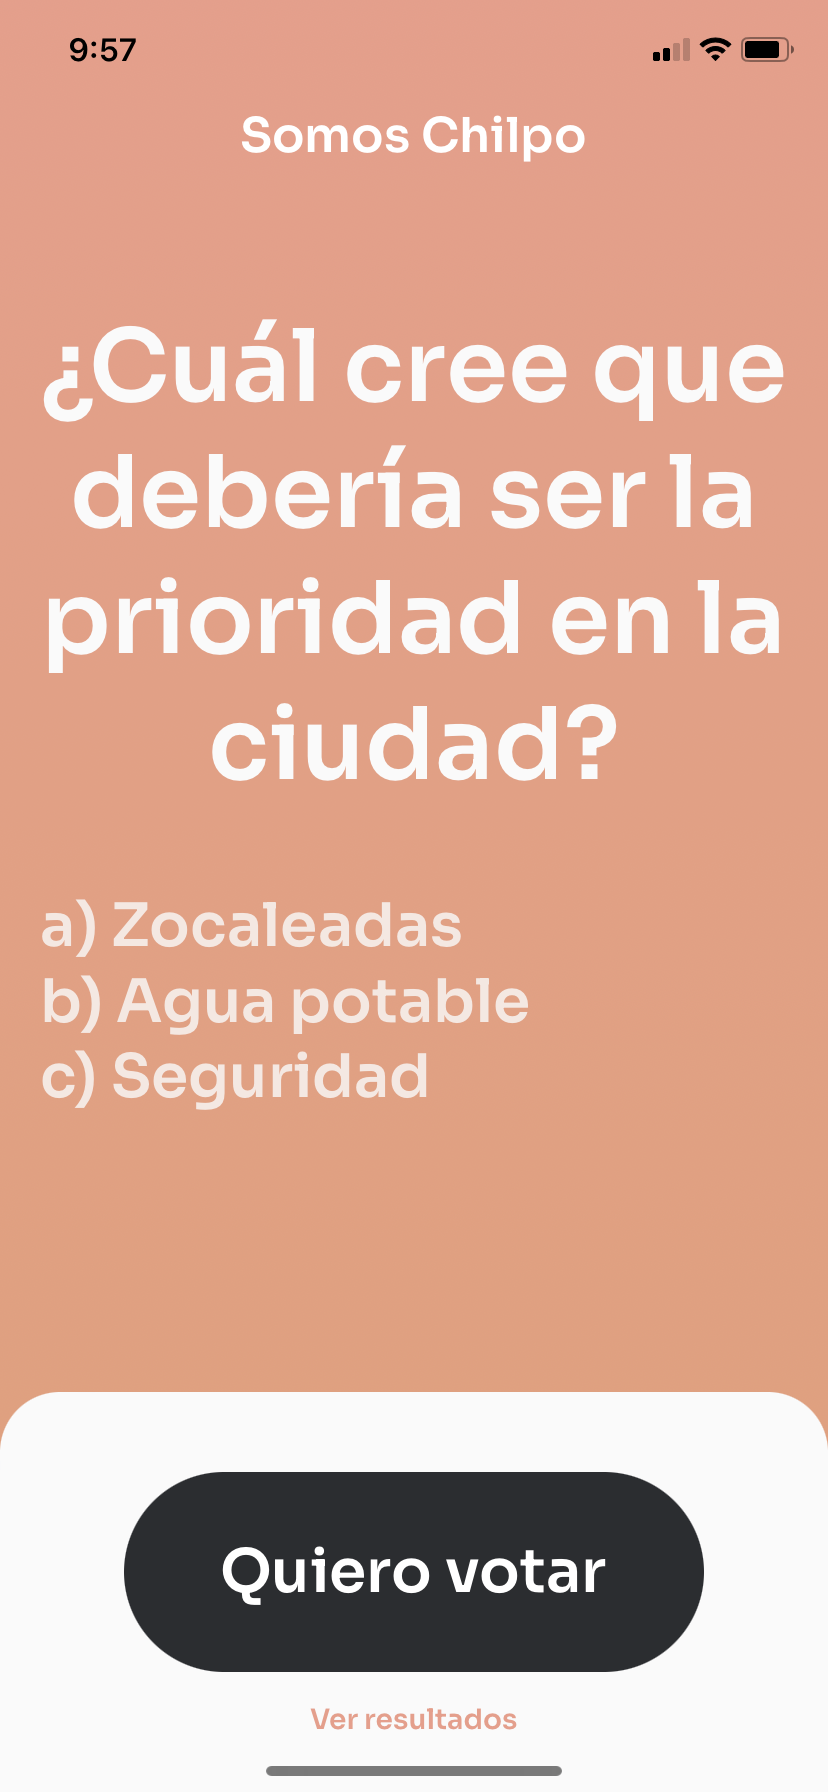 9:57
Somos Chilpo
¿Cuál cree que
debería ser la
prioridad en la
ciudad?
a) Zocaleadas
b) Agua potable
c) Seguridad
Quiero votar
Ver resultados